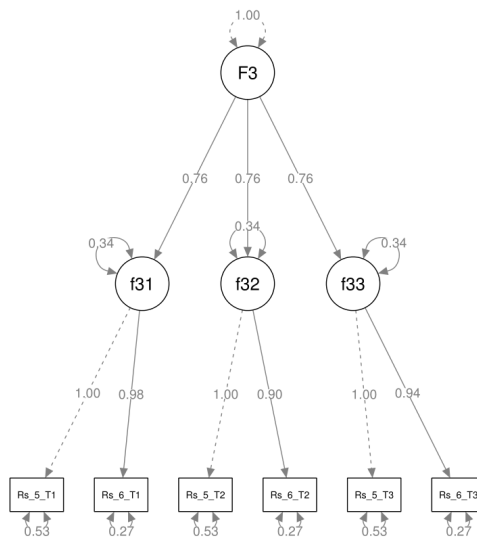 1.00
F3
0.76 0.76 0.76
0.34 0.34 0.34
f31 f32 f33
1.00 0.98 1.00 0.90 1.00 0.94
Rs_5_T1 Rs_6_T1 Rs_5_T2 Rs_6_T2 Rs_5_T3 Rs_6_T3
0.53 0.27 0.53 0.27 0.53 0.27